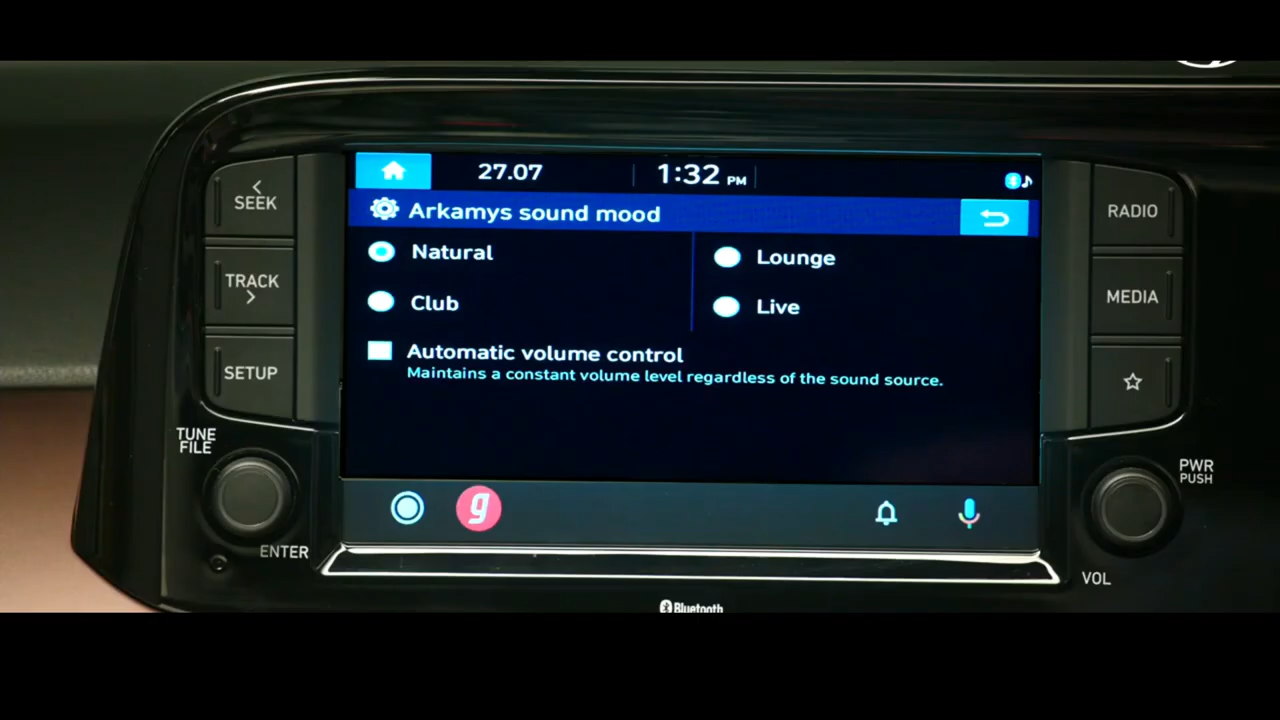 27.07
1:32 PM
Arkamys sound mood
Natural
Lounge
Club
Live
Automatic volume control
Maintains a constant volume level regardless of the sound source.
g
< SEEK
TRACK >
SETUP
TUNE
FILE
ENTER
RADIO
MEDIA
PWR
PUSH
VOL
Bluetooth